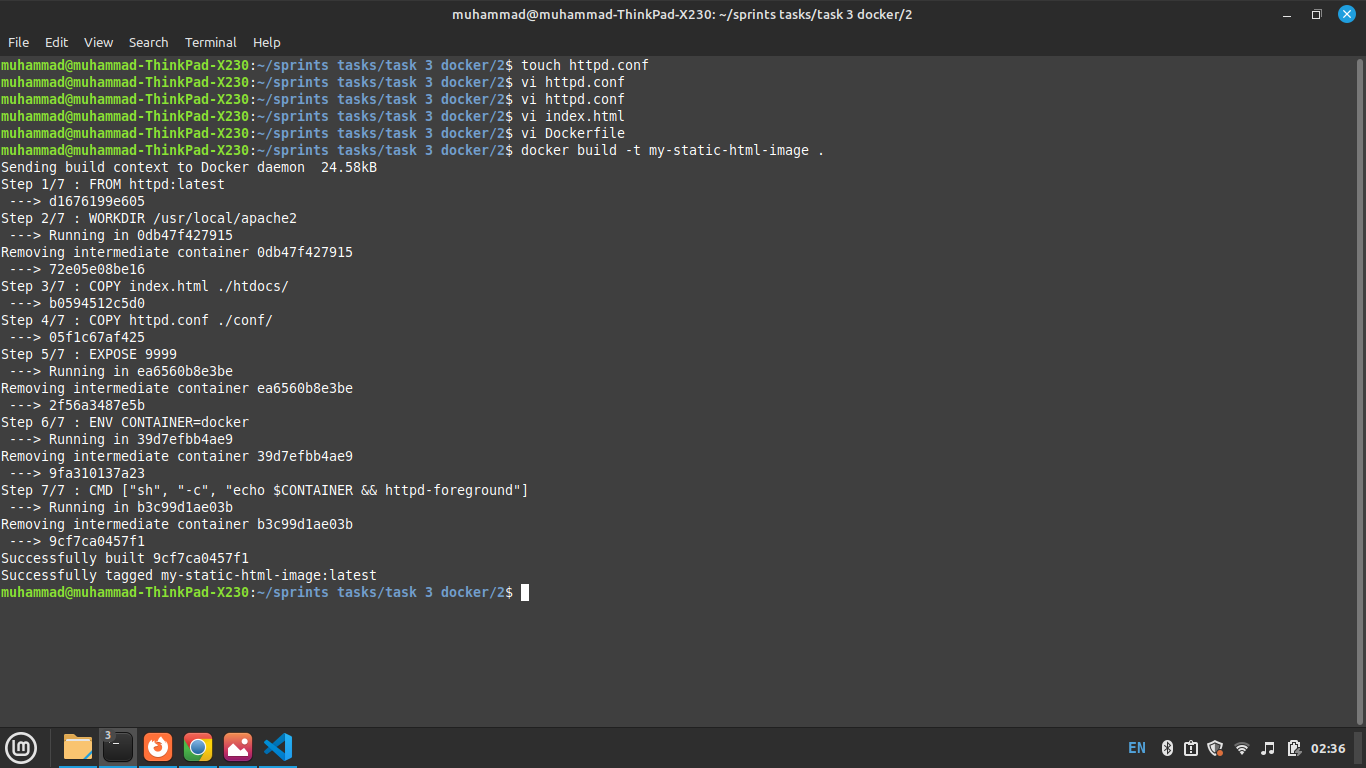 muhammad@muhammad-ThinkPad-X230: ~/sprints tasks/task 3 docker/2
File Edit View Search Terminal Help
muhammad@muhammad-ThinkPad-X230:~/sprints tasks/task 3 docker/2$ touch httpd.conf
muhammad@muhammad-ThinkPad-X230:~/sprints tasks/task 3 docker/2$ vi httpd.conf
muhammad@muhammad-ThinkPad-X230:~/sprints tasks/task 3 docker/2$ vi httpd.conf
muhammad@muhammad-ThinkPad-X230:~/sprints tasks/task 3 docker/2$ vi index.html
muhammad@muhammad-ThinkPad-X230:~/sprints tasks/task 3 docker/2$ vi Dockerfile
muhammad@muhammad-ThinkPad-X230:~/sprints tasks/task 3 docker/2$ docker build -t my-static-html-image .
Sending build context to Docker daemon  24.58kB
Step 1/7 : FROM httpd:latest
 ---> d1676199e605
Step 2/7 : WORKDIR /usr/local/apache2
 ---> Running in 0db47f427915
Removing intermediate container 0db47f427915
 ---> 72e05e08be16
Step 3/7 : COPY index.html ./htdocs/
 ---> b0594512c5d0
Step 4/7 : COPY httpd.conf ./conf/
 ---> 05f1c67af425
Step 5/7 : EXPOSE 9999
 ---> Running in ea6560b8e3be
Removing intermediate container ea6560b8e3be
 ---> 2f56a3487e5b
Step 6/7 : ENV CONTAINER=docker
 ---> Running in 39d7efbb4ae9
Removing intermediate container 39d7efbb4ae9
 ---> 9fa310137a23
Step 7/7 : CMD ["sh", "-c", "echo $CONTAINER && httpd-foreground"]
 ---> Running in b3c99d1ae03b
Removing intermediate container b3c99d1ae03b
 ---> 9cf7ca0457f1
Successfully built 9cf7ca0457f1
Successfully tagged my-static-html-image:latest
muhammad@muhammad-ThinkPad-X230:~/sprints tasks/task 3 docker/2$
3
EN 02:36